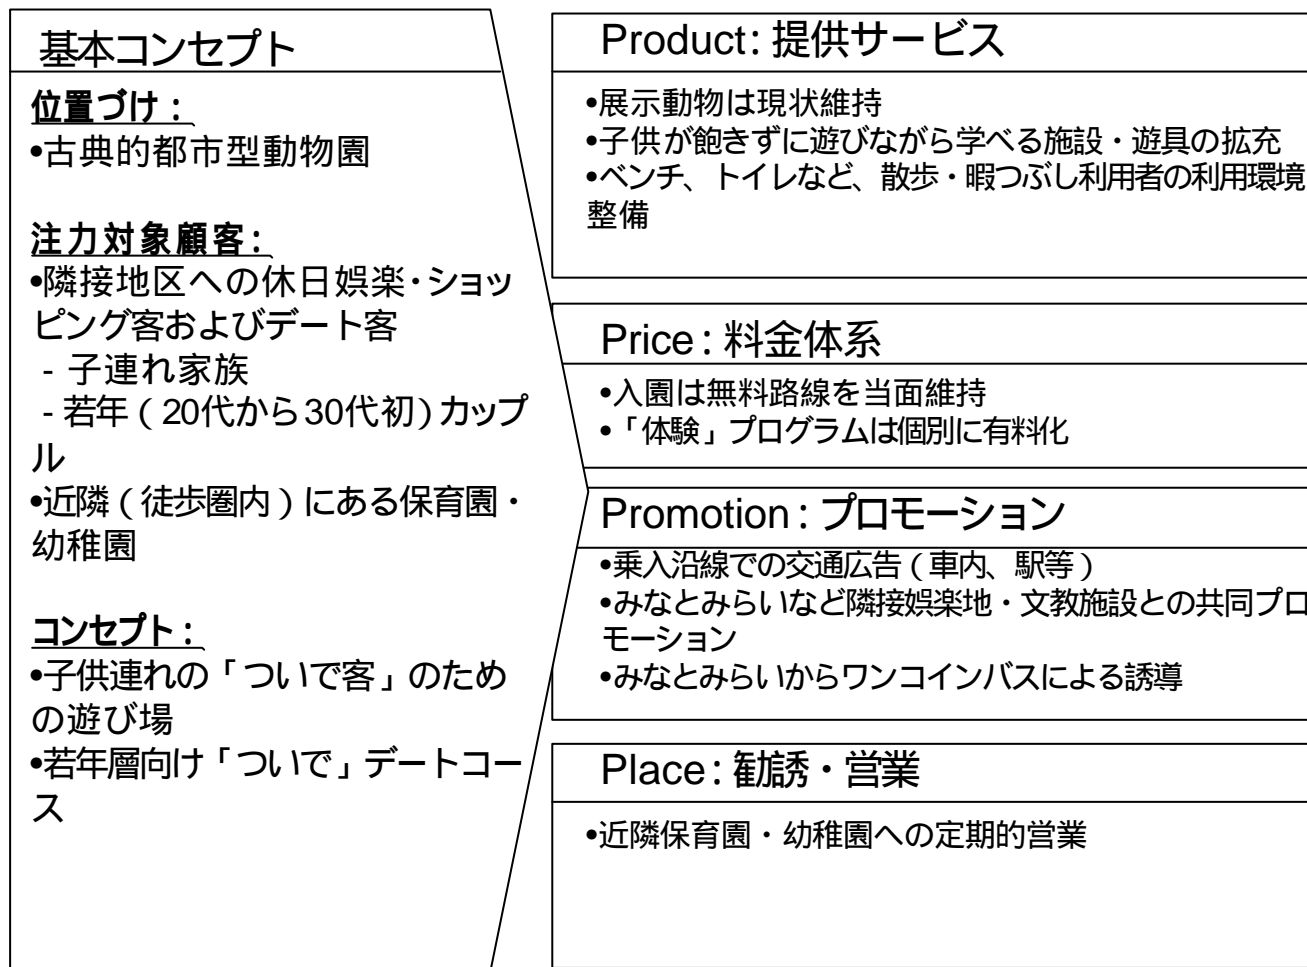 基本コンセプト
位置づけ：
•古典的都市型動物園
注力対象顧客：
•隣接地区への休日娯楽・ショッ
ピング客およびデート客
- 子連れ家族
- 若年（20代から30代初）カップ
ル
•近隣（徒歩圏内）にある保育園・
幼稚園
コンセプト：
•子供連れの「ついで客」のため
の遊び場
•若年層向け「ついで」デートコー
ス
Product：提供サービス
•展示動物は現状維持
•子供が飽きずに遊びながら学べる施設・遊具の拡充
•ベンチ、トイレなど、散歩・暇つぶし利用者の利用環境
整備
Price：料金体系
•入園は無料路線を当面維持
•「体験」プログラムは個別に有料化
Promotion：プロモーション
•乗入沿線での交通広告（車内、駅等）
•みなとみらいなど隣接娯楽地・文教施設との共同プロ
モーション
•みなとみらいからワンコインバスによる誘導
Place：勧誘・営業
•近隣保育園・幼稚園への定期的営業